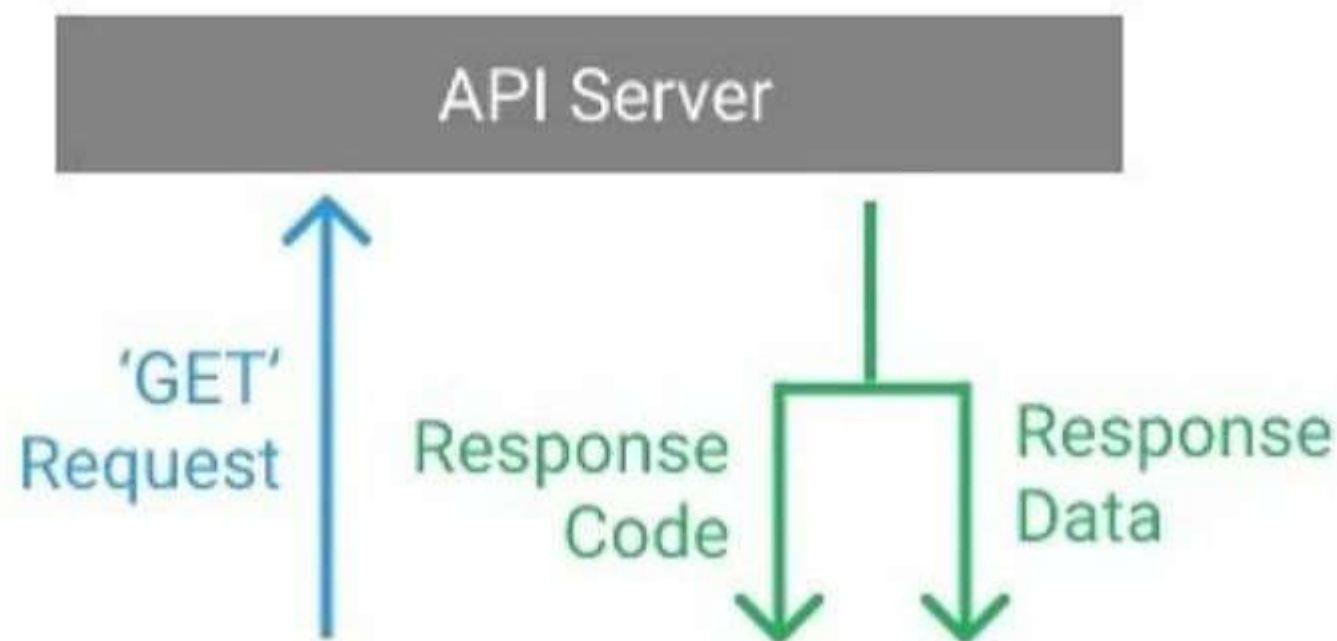 API Server
‘GET‘
Request
Response
Code
Response
Data